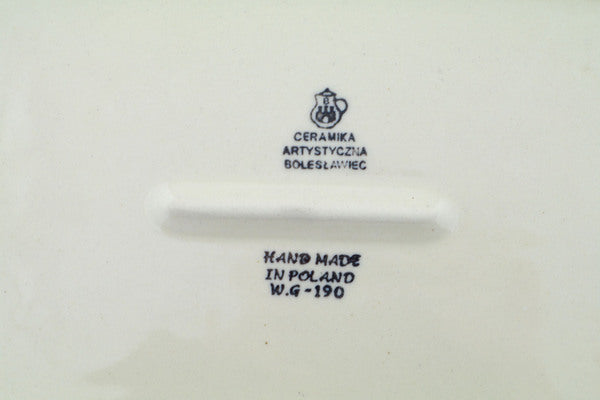 B
CERAMIKA
ARTYSTYCZNA
BOLESŁAWIEC
HAND MADE
IN POLAND
W.G-190